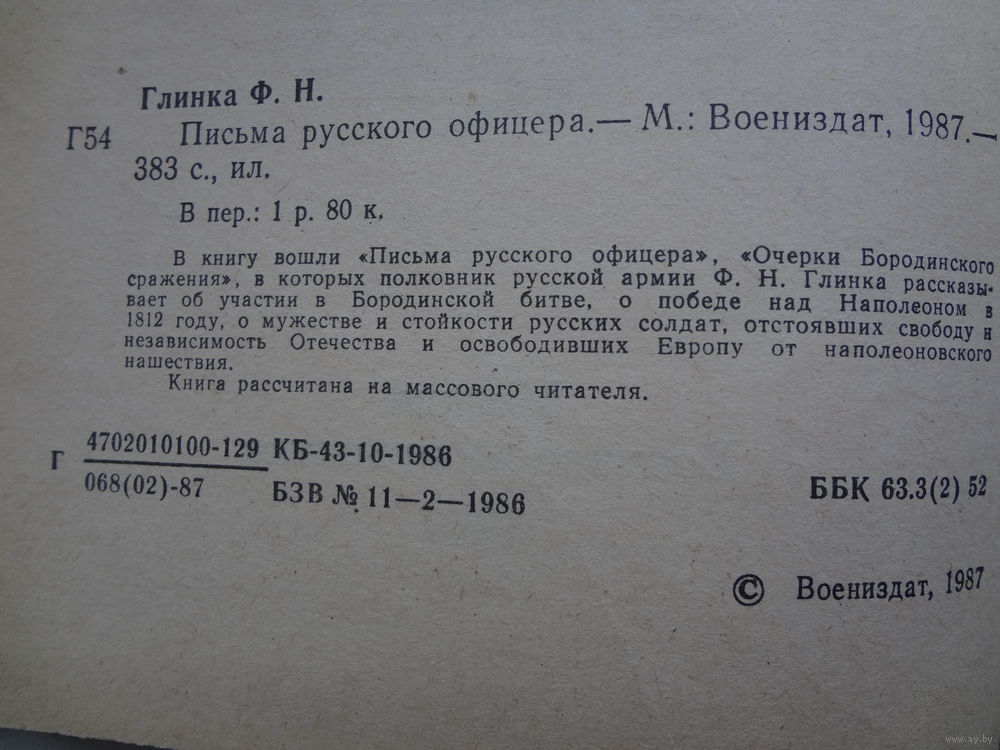 Глинка Ф. Н.
Г54 Письма русского офицера.— М.: Воениздат, 1987.—
383 с., ил.
В пер.: 1 р. 80 к.
В книгу вошли «Письма русского офицера», «Очерки Бородинского
сражения», в которых полковник русской армии Ф. Н. Глинка рассказы-
вает об участии в Бородинской битве, о победе над Наполеоном в
1812 году, о мужестве и стойкости русских солдат, отстоявших свободу и
независимость Отечества и освободивших Европу от наполеоновского
нашествия.
Книга рассчитана на массового читателя.
Г 4702010100-129 КБ-43-10-1986
068(02)-87 БЗВ № 11—2—1986
ББК 63.3(2) 52
© Воениздат, 1987
www.ay.by